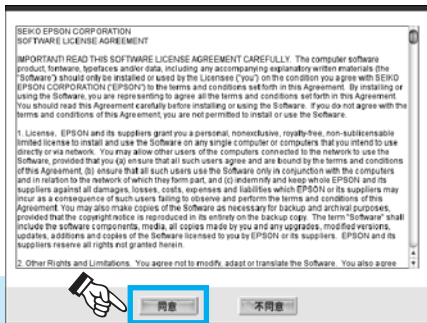 SEIKO EPSON CORPORATION
SOFTWARE LICENSE AGREEMENT
IMPORTANT! READ THIS SOFTWARE LICENSE AGREEMENT CAREFULLY. The computer software
product, fontware, typefaces and/or data, including any accompanying explanatory written materials (the
"Software") should only be installed or used by the Licensee ("you") on the condition you agree with SEIKO
EPSON CORPORATION ("EPSON") to the terms and conditions set forth in this Agreement. By installing or
using the Software, you are representing to agree all the terms and conditions set forth in this Agreement.
You should read this Agreement carefully before installing or using the Software. If you do not agree with the
terms and conditions of this Agreement, you are not permitted to install or use the Software.
1. License. EPSON and its suppliers grant you a personal, nonexclusive, royalty-free, non-sublicensable
limited license to install and use the Software on any single computer or computers that you intend to use
directly or via network. You may allow other users of the computers connected to the network to use the
Software, provided that you (a) ensure that all such users agree and are bound by the terms and conditions
of this Agreement, (b) ensure that all such users use the Software only in conjunction with the computers
and in relation to the network of which they form part, and (c) indemnify and keep whole EPSON and its
suppliers against all damages, losses, costs, expenses and liabilities which EPSON or its suppliers may
incur as a consequence of such users failing to observe and perform the terms and conditions of this
Agreement. You may also make copies of the Software as necessary for backup and archival purposes,
provided that the copyright notice is reproduced in its entirety on the backup copy. The term "Software" shall
include the software components, media, all copies made by you and any upgrades, modified versions,
updates, additions and copies of the Software licensed to you by EPSON or its suppliers. EPSON and its
suppliers reserve all rights not granted herein.
2. Other Rights and Limitations. You agree not to modify, adapt or translate the Software. You also agree
同意
不同意